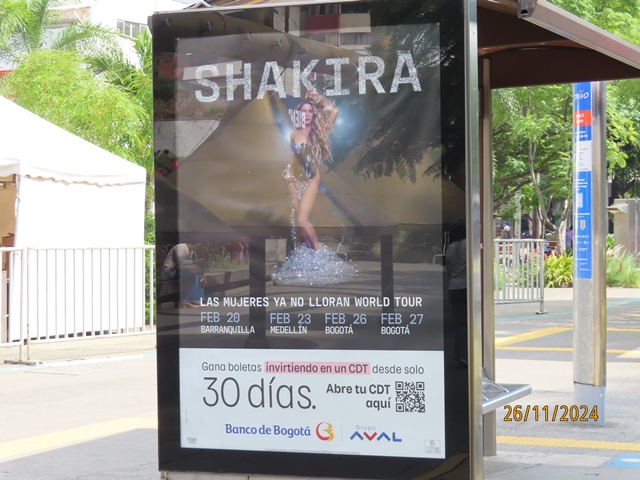 SHAKIRA
LAS MUJERES YA NO LLORAN WORLD TOUR
FEB 20 FEB 23 FEB 26 FEB 27
BARRANQUILLA MEDELLÍN BOGOTÁ BOGOTÁ
Gana boletas invirtiendo en un CDT desde solo
30 días.
Abre tu CDT
aquí
Banco de Bogotá
Grupo
AVAL
mio
26/11/2024